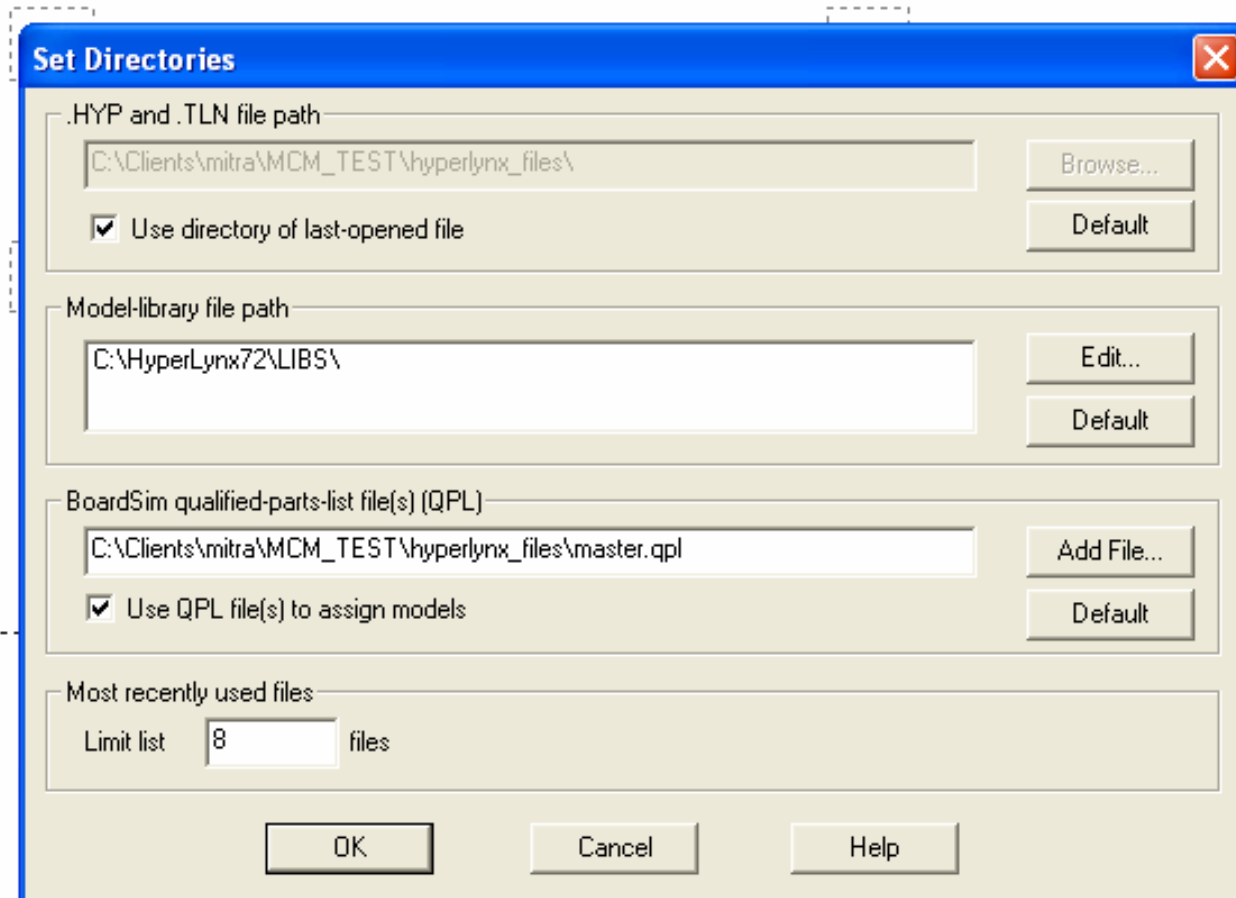 Set Directories
.HYP and .TLN file path
C:\Clients\mitra\MCM_TEST\hyperlynx_files\
Browse...
Use directory of last-opened file
Default
Model-library file path
C:\HyperLynx72\LIBS\
Edit...
Default
BoardSim qualified-parts-list file(s) (QPL)
C:\Clients\mitra\MCM_TEST\hyperlynx_files\master.qpl
Add File...
Use QPL file(s) to assign models
Default
Most recently used files
Limit list 8 files
OK Cancel Help